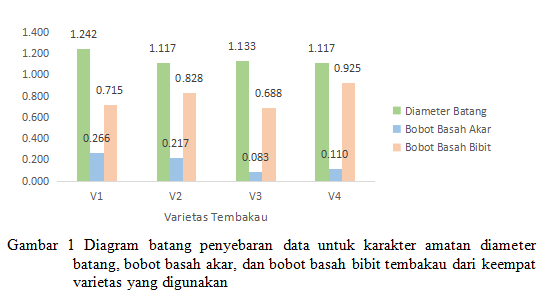 1.400
1.200
1.000
0.800
0.600
0.400
0.200
0.000
1.242
0.266
0.715
1.117
0.217
0.828
1.133
0.083
0.688
1.117
0.110
0.925
V1 V2 V3 V4
Varietas Tembakau
Diameter Batang
Bobot Basah Akar
Bobot Basah Bibit
Gambar 1 Diagram batang penyebaran data untuk karakter amatan diameter
batang, bobot basah akar, dan bobot basah bibit tembakau dari keempat
varietas yang digunakan